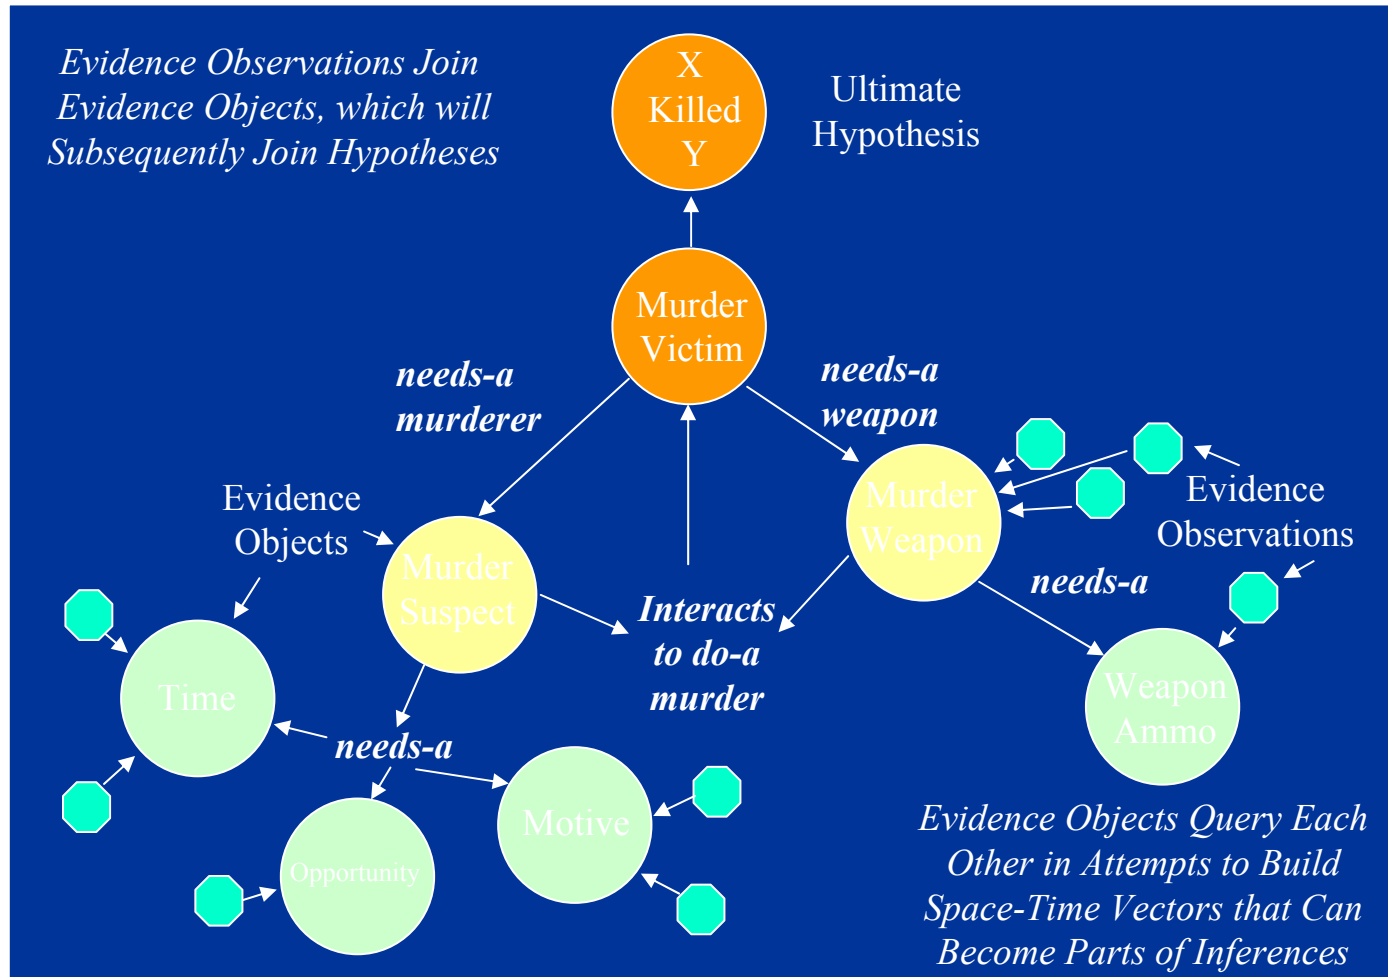 Evidence Observations Join
Evidence Objects, which will
Subsequently Join Hypotheses
X
Killed
Y
Ultimate
Hypothesis
Murder
Victim
needs-a
murderer
needs-a
weapon
Evidence
Objects
Murder
Suspect
Murder
Weapon
Evidence
Observations
needs-a
Interacts
to do-a
murder
Time
needs-a
Weapon
Ammo
Opportunity
Motive
Evidence Objects Query Each
Other in Attempts to Build
Space-Time Vectors that Can
Become Parts of Inferences